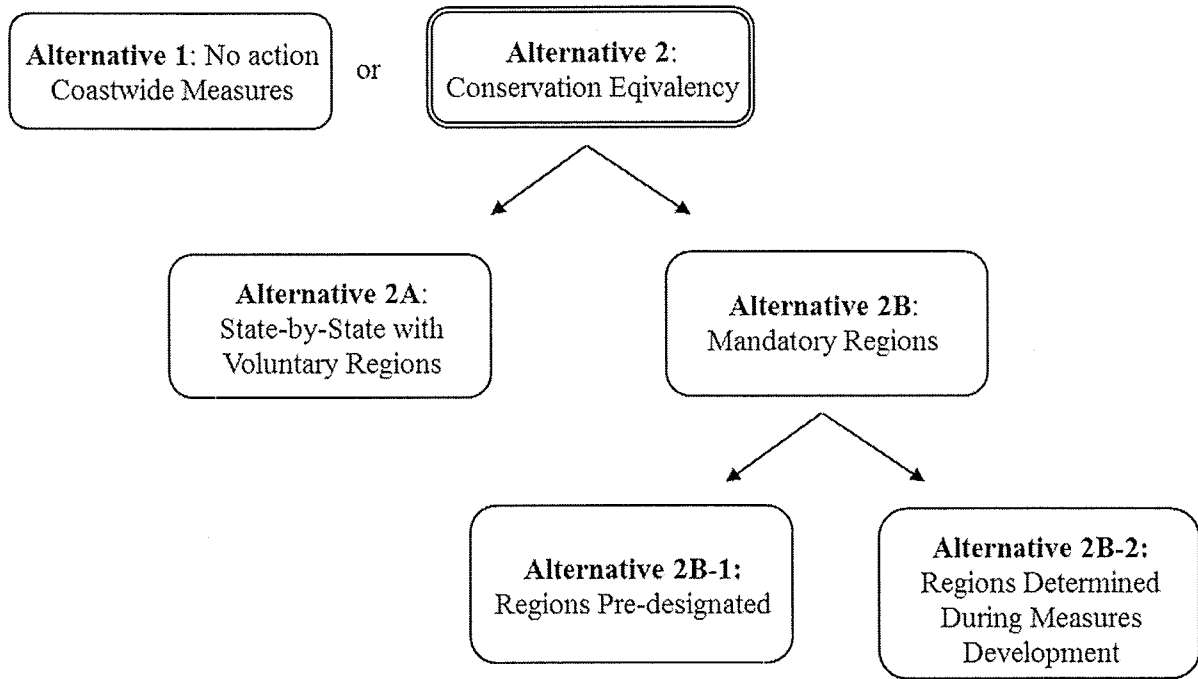 Alternative 1: No action
Coastwide Measures
or
Alternative 2:
Conservation Eqivalency
Alternative 2A:
State-by-State with
Voluntary Regions
Alternative 2B:
Mandatory Regions
Alternative 2B-1:
Regions Pre-designated
Alternative 2B-2:
Regions Determined
During Measures
Development